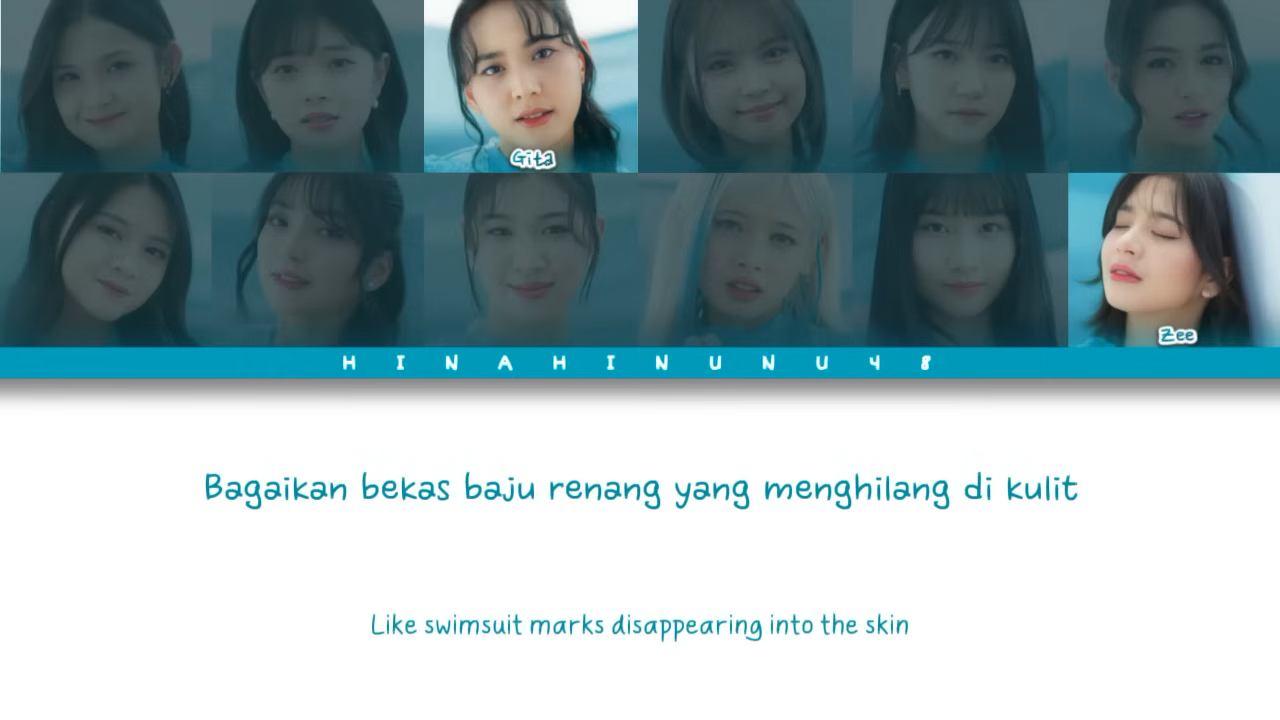 Gita
Zee
HINAHINUNU48
Bagaikan bekas baju renang yang menghilang di kulit
Like swimsuit marks disappearing into the skin